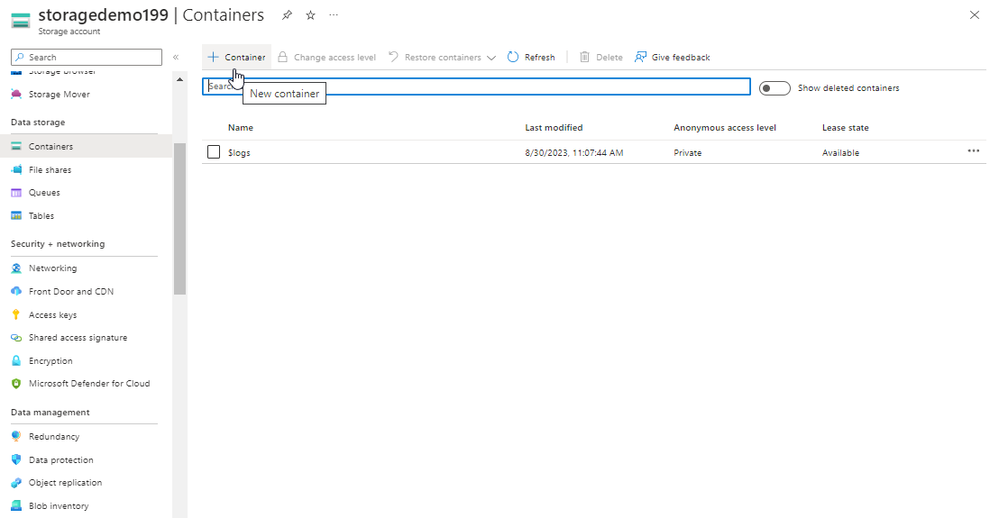 storagedemo199 | Containers
Storage account
Search
Container
Change access level
Restore containers
Refresh
Delete
Give feedback
Storage browser
Storage Mover
Data storage
Containers
File shares
Queues
Tables
Security + networking
Networking
Front Door and CDN
Access keys
Shared access signature
Encryption
Microsoft Defender for Cloud
Data management
Redundancy
Data protection
Object replication
Blob inventory
Search
New container
Show deleted containers
Name Last modified Anonymous access level Lease state
$logs 8/30/2023, 11:07:44 AM Private Available